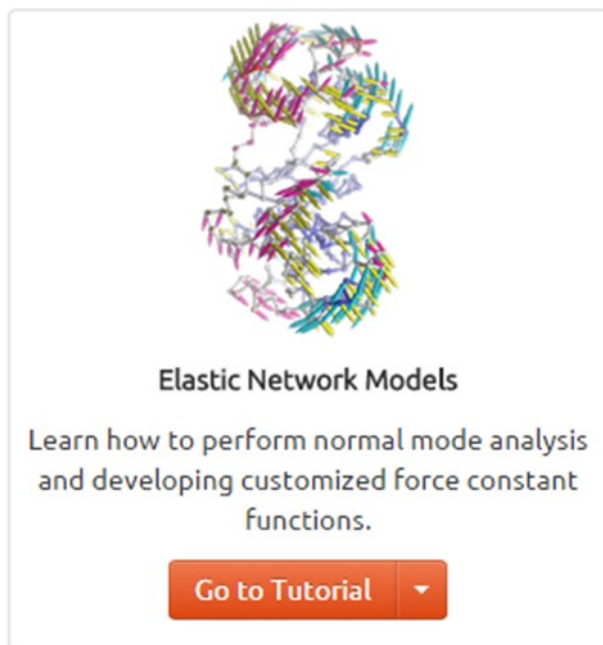 Elastic Network Models
Learn how to perform normal mode analysis
and developing customized force constant
functions.
Go to Tutorial